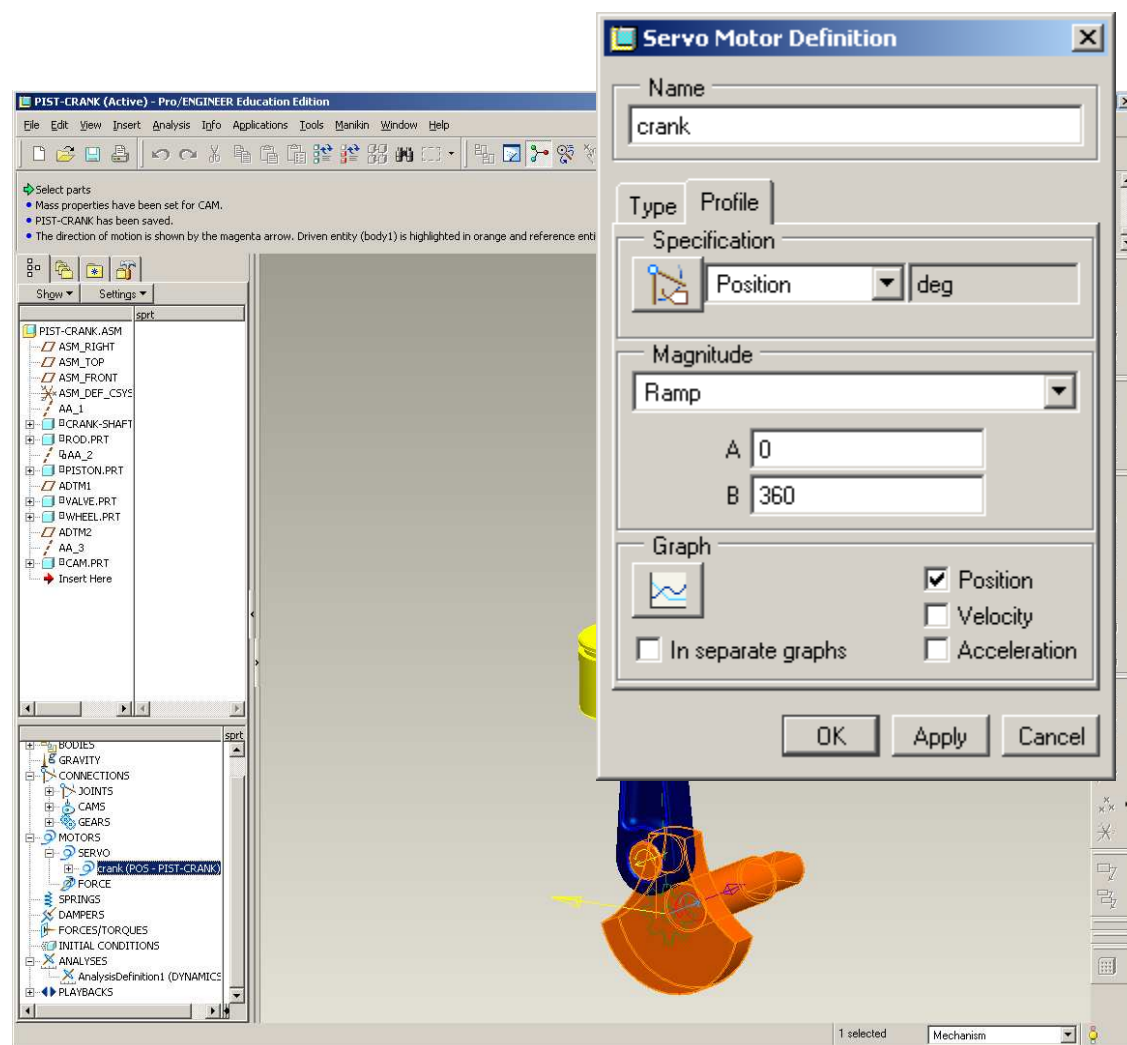 PIST-CRANK (Active) - Pro/ENGINEER Education Edition
File Edit View Insert Analysis Info Applications Tools Manikin Window Help
Select parts
Mass properties have been set for CAM.
PIST-CRANK has been saved.
The direction of motion is shown by the magenta arrow. Driven entity (body1) is highlighted in orange and reference enti
Show Settings
sprt
PIST-CRANK.ASM
ASM_RIGHT
ASM_TOP
ASM_FRONT
ASM_DEF_CSYS
AA_1
CRANK-SHAFT
ROD.PRT
AA_2
PISTON.PRT
ADTM1
VALVE.PRT
WHEEL.PRT
ADTM2
AA_3
CAM.PRT
Insert Here
sprt
BODIES
GRAVITY
CONNECTIONS
JOINTS
CAMS
GEARS
MOTORS
SERVO
crank (POS - PIST-CRANK)
FORCE
SPRINGS
DAMPERS
FORCES/TORQUES
INITIAL CONDITIONS
ANALYSES
AnalysisDefinition1 (DYNAMICS
PLAYBACKS
1 selected Mechanism
Servo Motor Definition
Name
crank
Type Profile
Specification
Position deg
Magnitude
Ramp
A 0
B 360
Graph
Position
Velocity
In separate graphs Acceleration
OK Apply Cancel